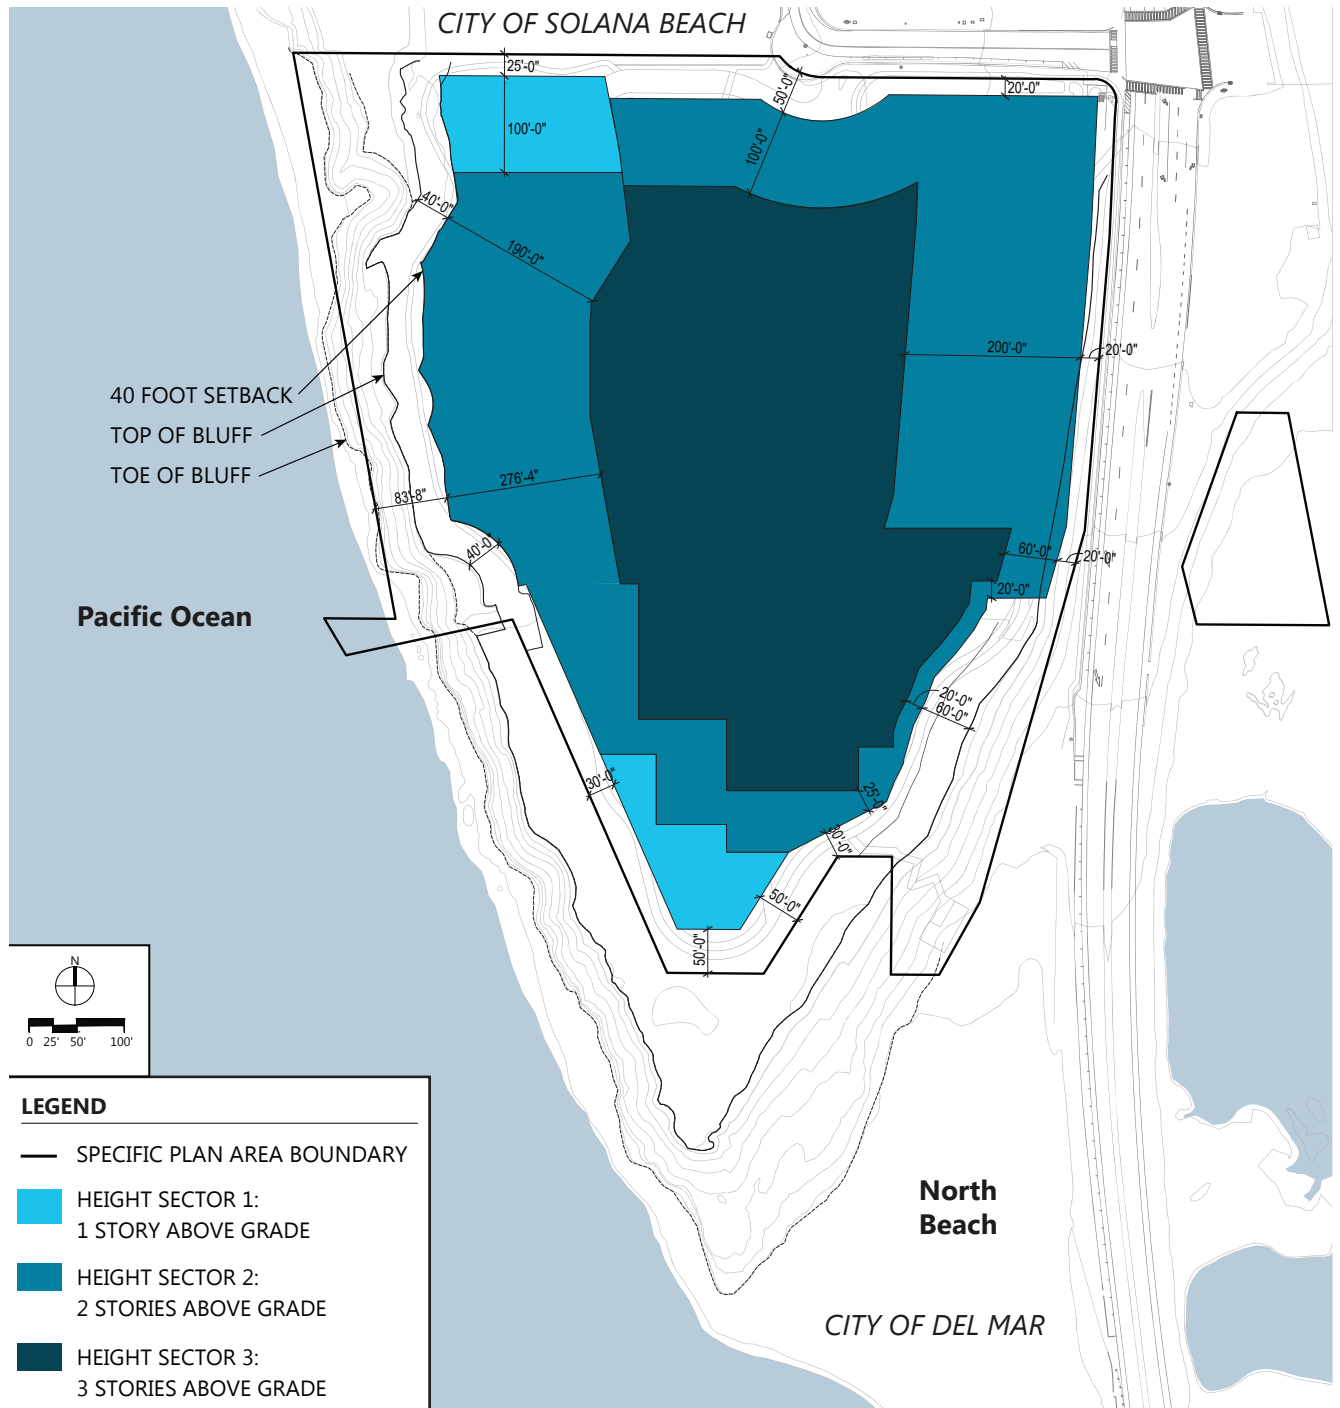 CITY OF SOLANA BEACH
25'-0"
50'-0"
20'-0"
100'-0"
100'-0"
40'-0"
190'-0"
200'-0"
20'-0"
40 FOOT SETBACK
TOP OF BLUFF
TOE OF BLUFF
276'-4"
83'-8"
40'-0"
60'-0"
20'-0"
20'-0"
Pacific Ocean
20'-0"
60'-0"
30'-0"
25'-0"
50'-0"
50'-0"
N
0 25' 50' 100'
LEGEND
SPECIFIC PLAN AREA BOUNDARY
HEIGHT SECTOR 1:
1 STORY ABOVE GRADE
HEIGHT SECTOR 2:
2 STORIES ABOVE GRADE
HEIGHT SECTOR 3:
3 STORIES ABOVE GRADE
North
Beach
CITY OF DEL MAR